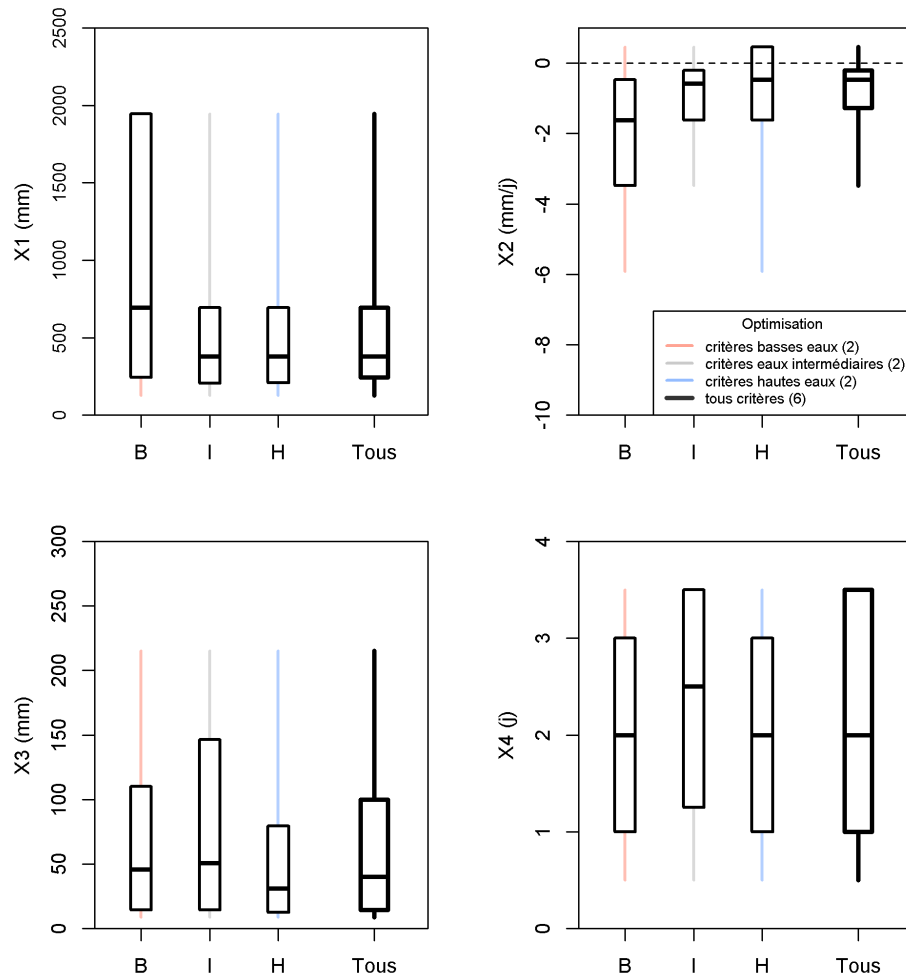 2500
2000
1500
1000
500
0
X1 (mm)
B I H Tous
0
-2
-4
-6
-8
-10
X2 (mm/j)
Optimisation
critères basses eaux (2)
critères eaux intermédiaires (2)
critères hautes eaux (2)
tous critères (6)
B I H Tous
300
250
200
150
100
50
0
X3 (mm)
B I H Tous
4
3
2
1
0
X4 (j)
B I H Tous